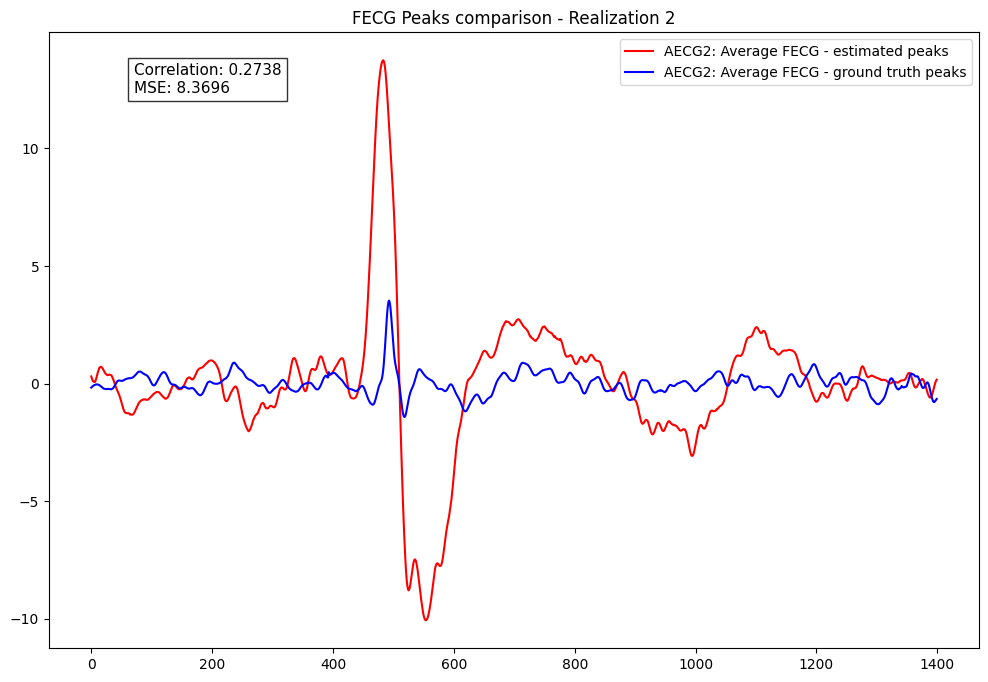 FECG Peaks comparison - Realization 2
Correlation: 0.2738
MSE: 8.3696
AECG2: Average FECG - estimated peaks
AECG2: Average FECG - ground truth peaks
10
5
0
−5
−10
0 200 400 600 800 1000 1200 1400